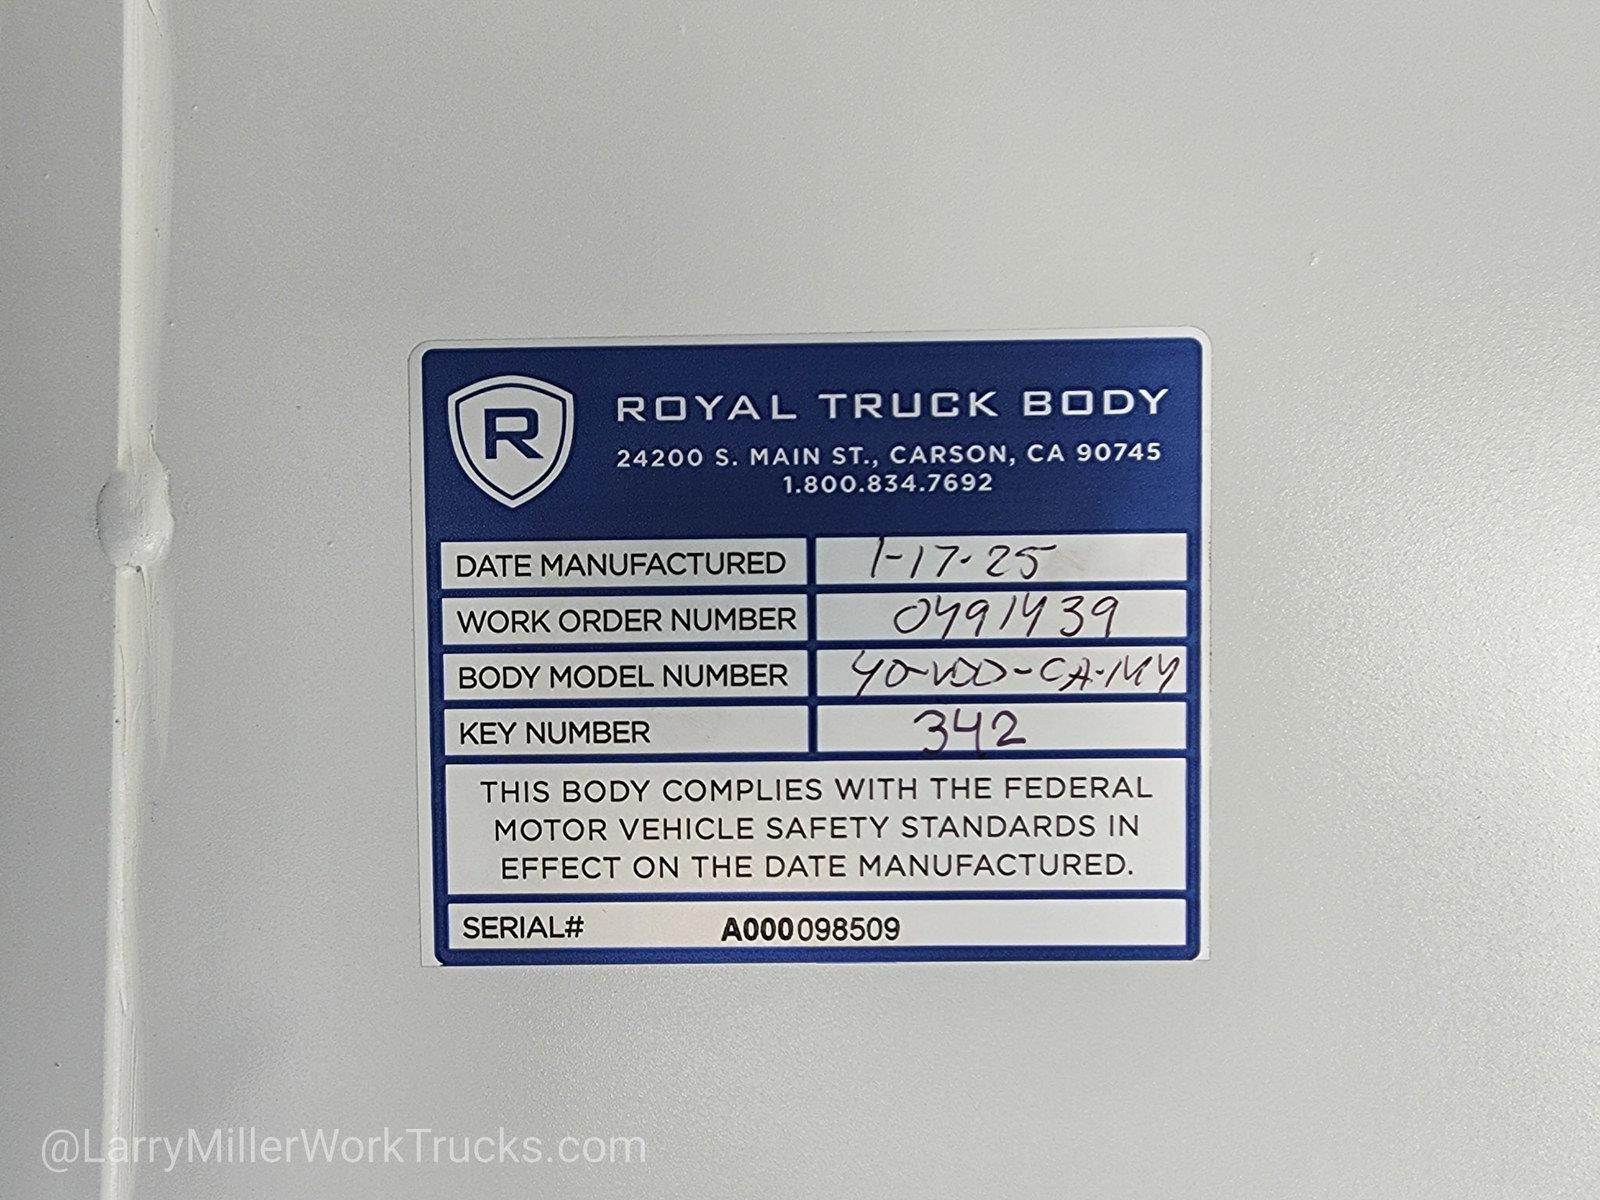 R
ROYAL TRUCK BODY
24200 S. MAIN ST., CARSON, CA 90745
1.800.834.7692
DATE MANUFACTURED 1-17-25
WORK ORDER NUMBER 0491439
BODY MODEL NUMBER
KEY NUMBER 342
THIS BODY COMPLIES WITH THE FEDERAL
MOTOR VEHICLE SAFETY STANDARDS IN
EFFECT ON THE DATE MANUFACTURED.
SERIAL# A000098509
@LarryMillerWorkTrucks.com